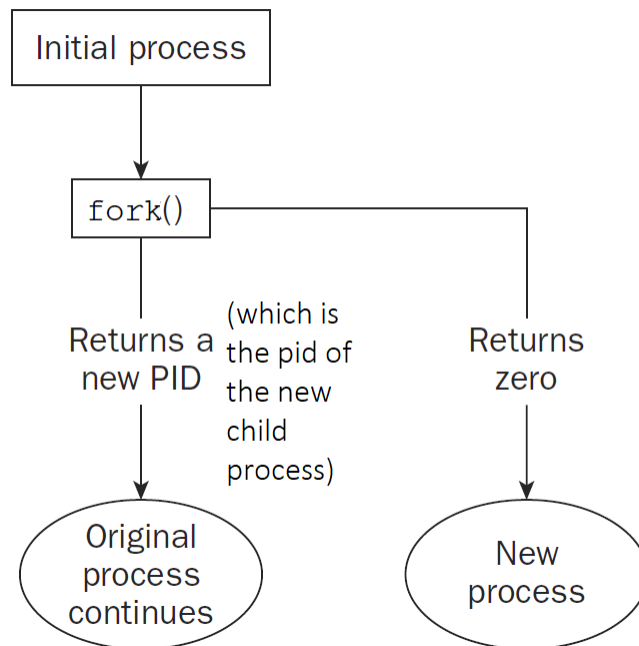 Initial process
fork()
Returns a
new PID
(which is
the pid of
the new
child
process)
Returns
zero
Original
process
continues
New
process